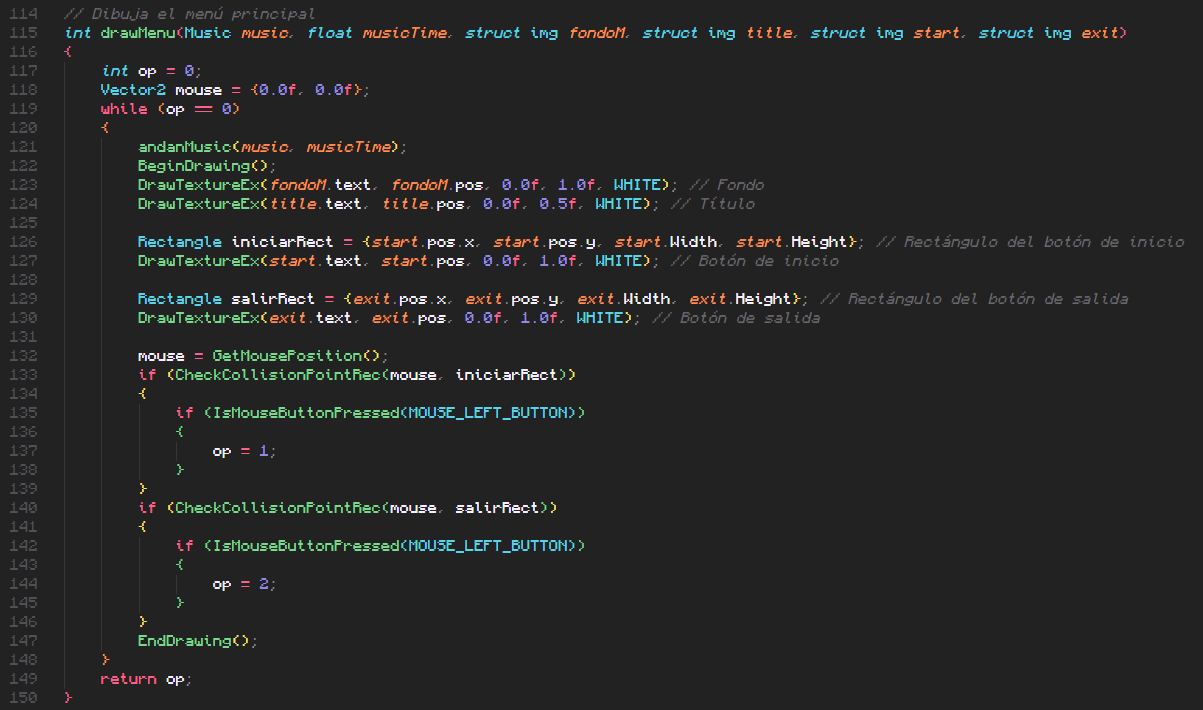 114 // Dibuja el menú principal
115 int drawMenu(Music music, float musicTime, struct img fondoM, struct img title, struct img start, struct img exit)
116 {
117     int op = 0;
118     Vector2 mouse = {0.0f, 0.0f};
119     while (op == 0)
120     {
121         andanMusic(music, musicTime);
122         BeginDrawing();
123         DrawTextureEx(fondoM.text, fondoM.pos, 0.0f, 1.0f, WHITE); // Fondo
124         DrawTextureEx(title.text, title.pos, 0.0f, 0.5f, WHITE); // Título
125
126         Rectangle iniciarRect = {start.pos.x, start.pos.y, start.Width, start.Height}; // Rectángulo del botón de inicio
127         DrawTextureEx(start.text, start.pos, 0.0f, 1.0f, WHITE); // Botón de inicio
128
129         Rectangle salirRect = {exit.pos.x, exit.pos.y, exit.Width, exit.Height}; // Rectángulo del botón de salida
130         DrawTextureEx(exit.text, exit.pos, 0.0f, 1.0f, WHITE); // Botón de salida
131
132         mouse = GetMousePosition();
133         if (CheckCollisionPointRec(mouse, iniciarRect))
134         {
135             if (IsMouseButtonPressed(MOUSE_LEFT_BUTTON))
136             {
137                 op = 1;
138             }
139         }
140         if (CheckCollisionPointRec(mouse, salirRect))
141         {
142             if (IsMouseButtonPressed(MOUSE_LEFT_BUTTON))
143             {
144                 op = 2;
145             }
146         }
147         EndDrawing();
148     }
149     return op;
150 }